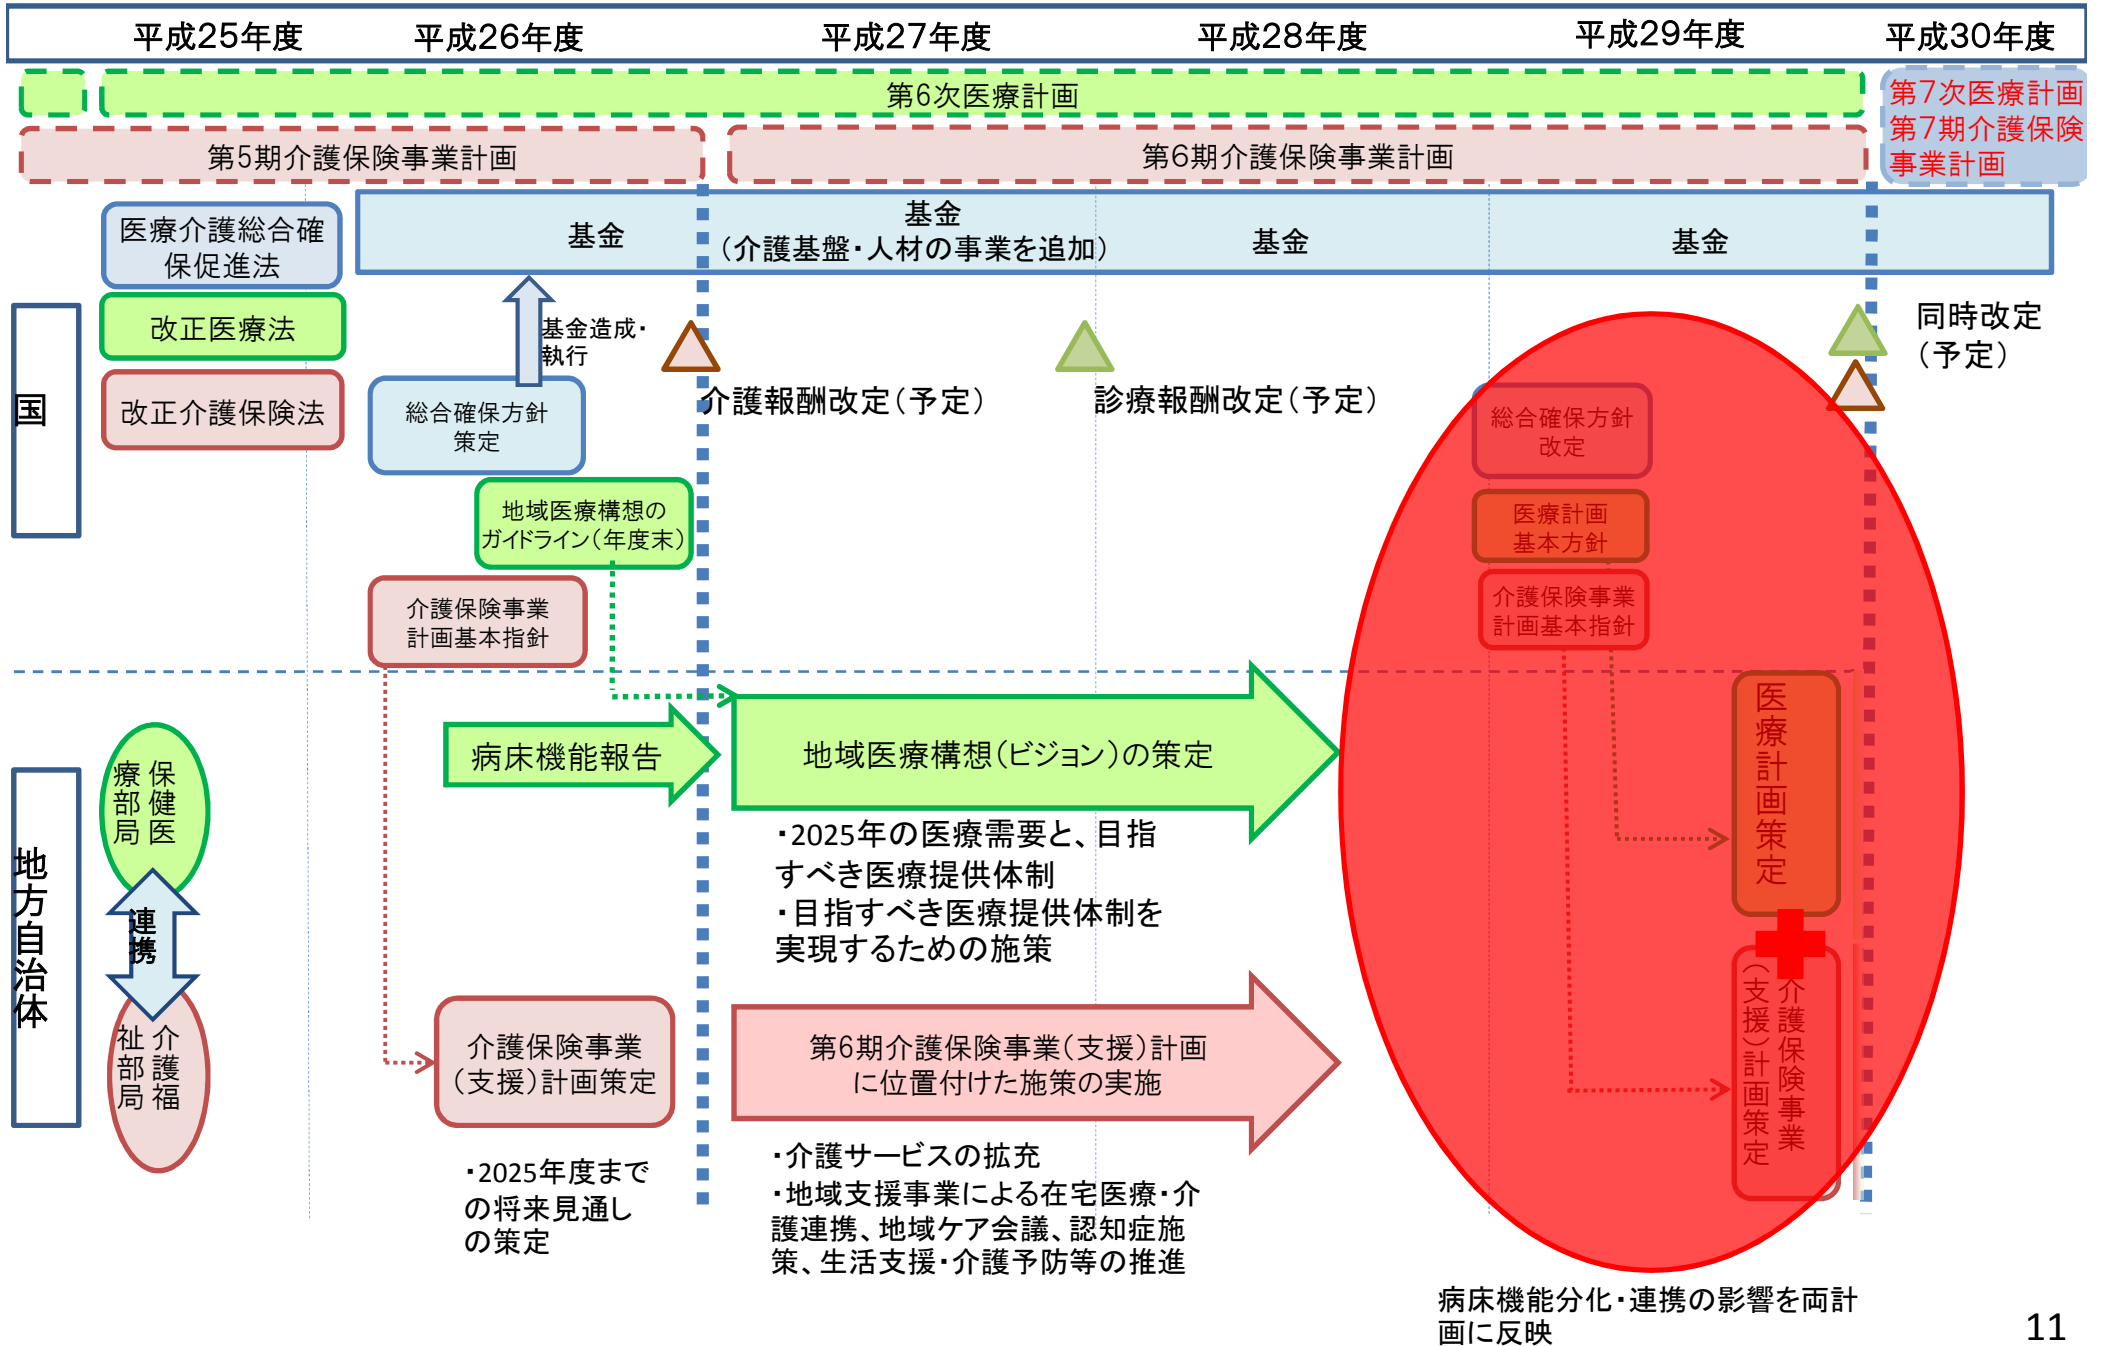 平成25年度
平成26年度
平成27年度
平成28年度
平成29年度
平成30年度
第6次医療計画
第7次医療計画
第7期介護保険
事業計画
第5期介護保険事業計画
第6期介護保険事業計画
医療介護総合確
保促進法
基金
基金
（介護基盤・人材の事業を追加）
基金
基金
改正医療法
改正介護保険法
国
基金造成・
執行
介護報酬改定（予定）
診療報酬改定（予定）
同時改定
（予定）
総合確保方針
策定
総合確保方針
改定
地域医療構想の
ガイドライン（年度末）
医療計画
基本方針
介護保険事業
計画基本指針
介護保険事業
計画基本指針
地方自治体
保健医
療部局
連携
介護福
祉部局
病床機能報告
地域医療構想（ビジョン）の策定
・2025年の医療需要と、目指
すべき医療提供体制
・目指すべき医療提供体制を
実現するための施策
医療計画策定
介護保険事業
（支援）計画策定
介護保険事業
（支援）計画策定
第6期介護保険事業（支援）計画
に位置付けた施策の実施
・2025年度まで
の将来見通し
の策定
・介護サービスの拡充
・地域支援事業による在宅医療・介
護連携、地域ケア会議、認知症施
策、生活支援・介護予防等の推進
病床機能分化・連携の影響を両計
画に反映
11